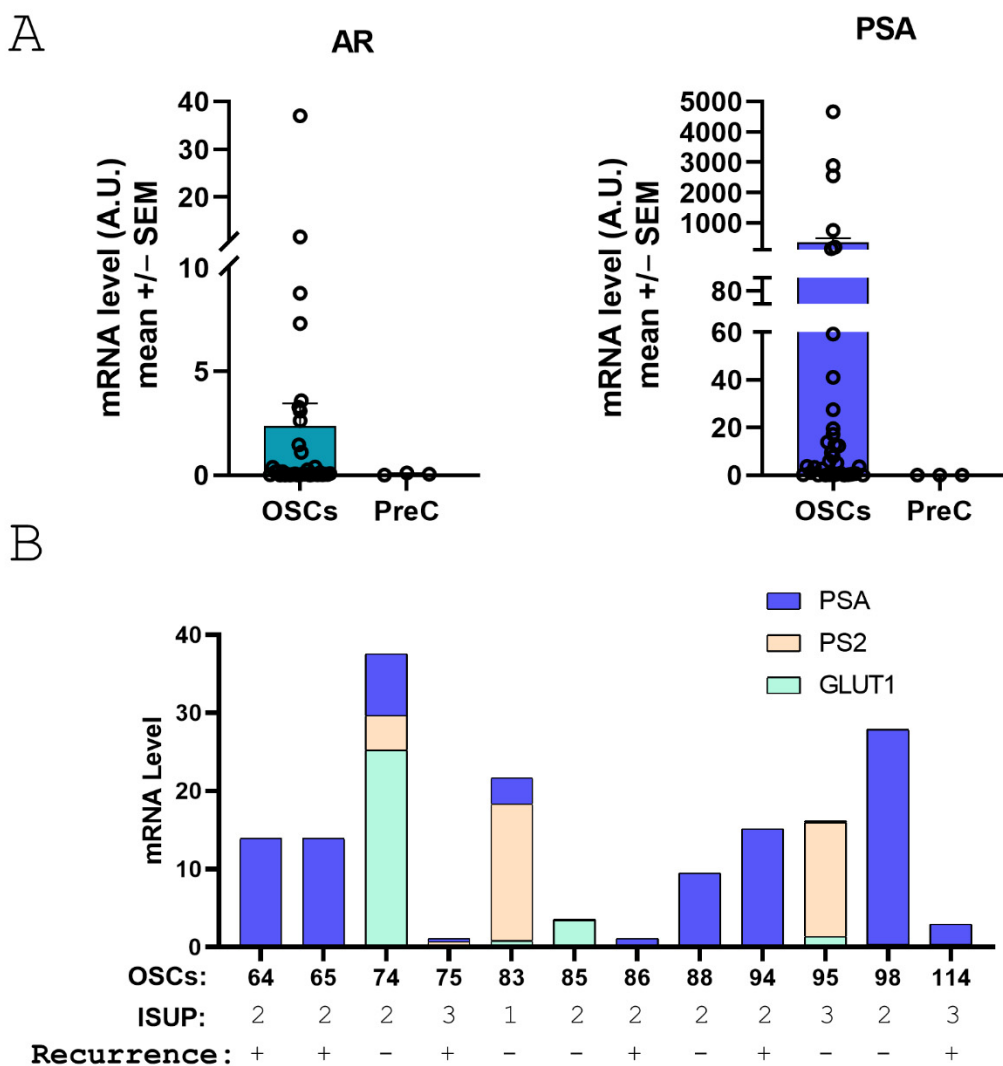 A
AR
PSA
mRNA level (A.U.)
mean +/− SEM
40
30
20
10
5
0
OSCs PreC
mRNA level (A.U.)
mean +/− SEM
5000
4000
3000
2000
1000
80
60
40
20
0
OSCs PreC
B
PSA
PS2
GLUT1
mRNA Level
40
30
20
10
0
OSCs: 64 65 74 75 83 85 86 88 94 95 98 114
ISUP: 2 2 2 3 1 2 2 2 2 3 2 3
Recurrence: + + - + - - + - + - - +